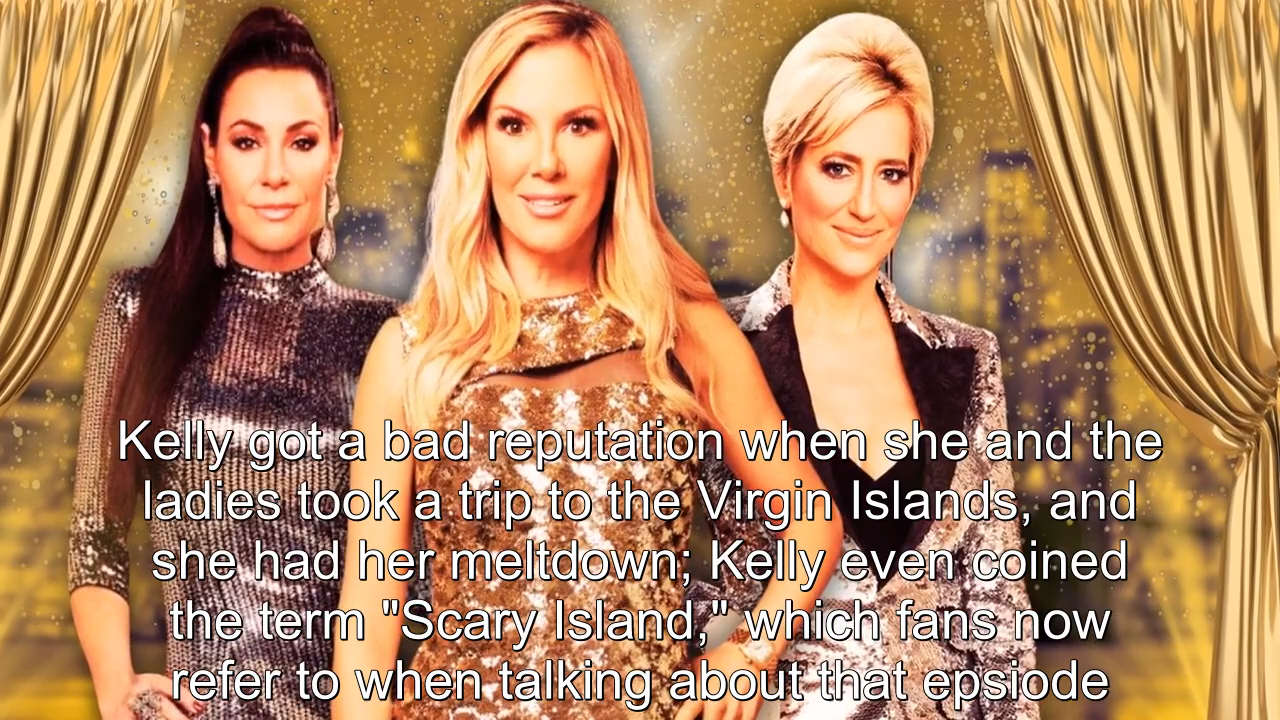 Kelly got a bad reputation when she and the
ladies took a trip to the Virgin Islands, and
she had her meltdown; Kelly even coined
the term "Scary Island," which fans now
refer to when talking about that epsiode